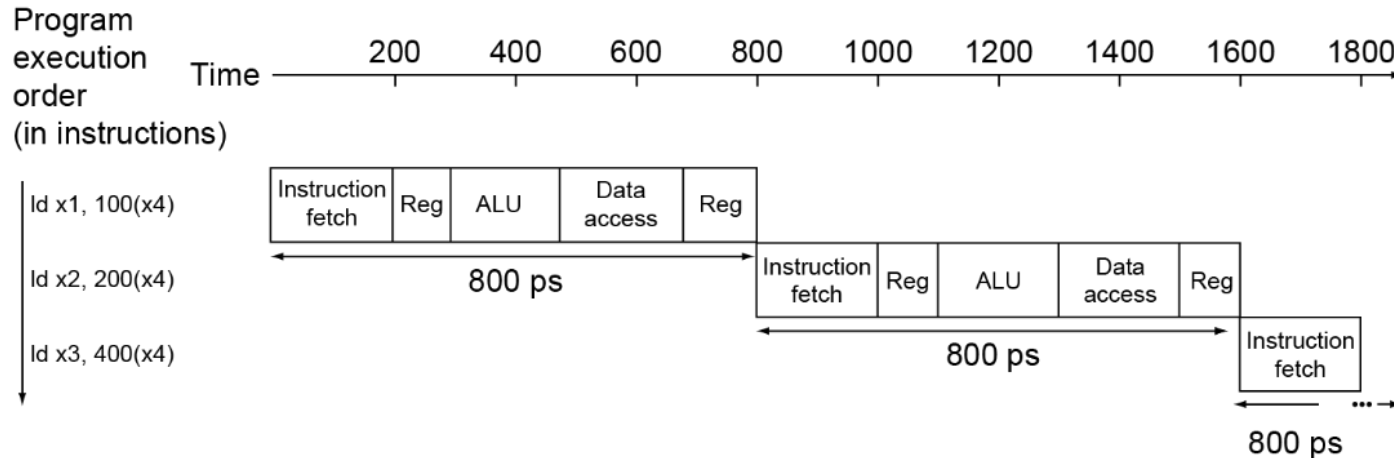 Program
execution
order
(in instructions)
Time
200 400 600 800 1000 1200 1400 1600 1800
ld x1, 100(x4)
Instruction
fetch
Reg
ALU
Data
access
Reg
800 ps
ld x2, 200(x4)
Instruction
fetch
Reg
ALU
Data
access
Reg
800 ps
ld x3, 400(x4)
Instruction
fetch
...
800 ps